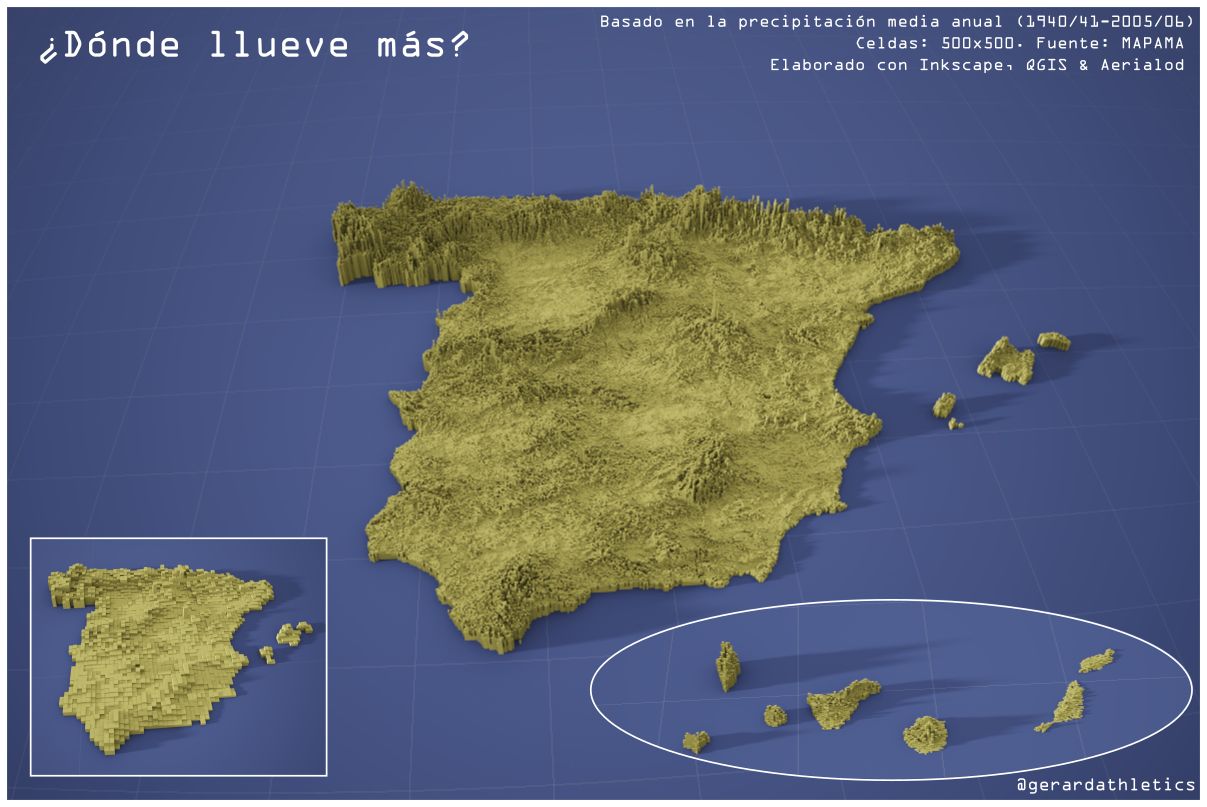 ¿Dónde llueve más?
Basado en la precipitación media anual (1940/41-2005/06)
Celdas: 500x500. Fuente: MAPAMA
Elaborado con Inkscape, QGIS & Aerialod
@gerardathletics